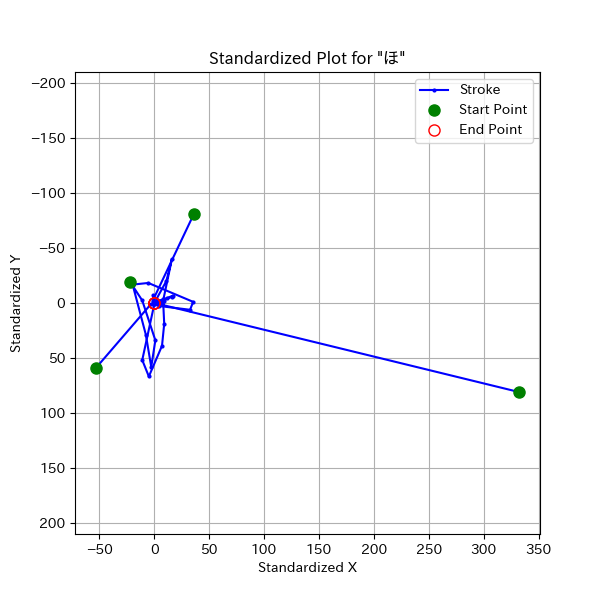 Standardized Plot for "ほ"
Stroke
Start Point
End Point
−200
−150
−100
−50
0
50
100
150
200
Standardized Y
−50 0 50 100 150 200 250 300 350
Standardized X